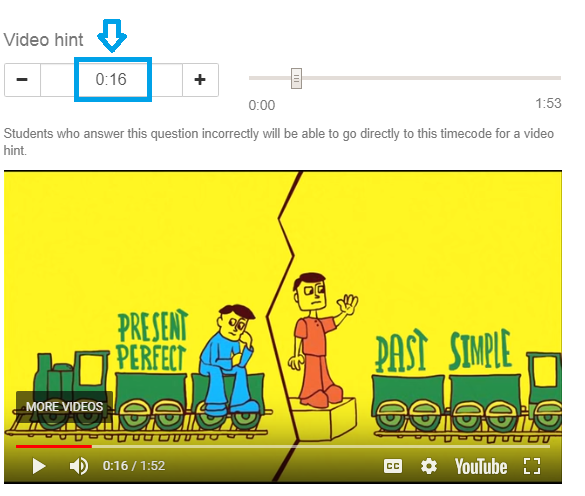 Video hint
− 0:16 +
0:00 1:53
Students who answer this question incorrectly will be able to go directly to this timecode for a video
hint.
PRESENT
PERFECT
PAST SIMPLE
MORE VIDEOS
0:16 / 1:52 CC YouTube